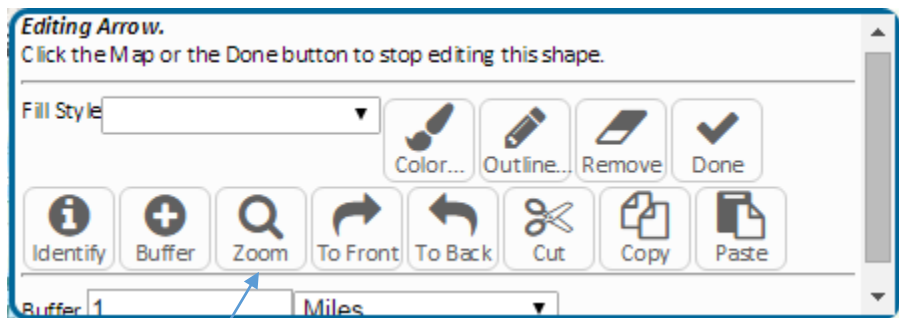 Editing Arrow.
Click the Map or the Done button to stop editing this shape.
Fill Style
Color... Outline... Remove Done
Identify Buffer Zoom To Front To Back Cut Copy Paste
Buffer 1 Miles